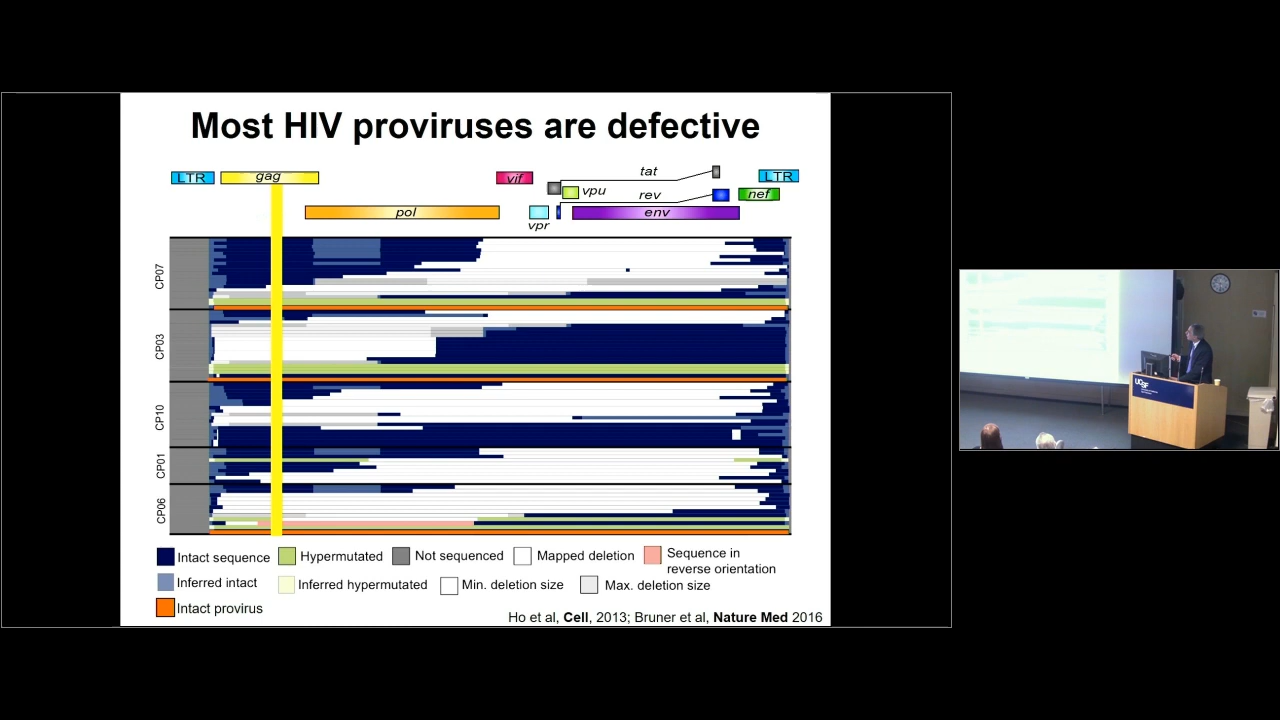 Most HIV proviruses are defective
LTR
gag
vif
tat
LTR
vpu
rev
nef
pol
vpr
env
CP07
CP03
CP10
CP01
CP06
Intact sequence
Hypermutated
Not sequenced
Mapped deletion
Sequence in
reverse orientation
Inferred intact
Inferred hypermutated
Min. deletion size
Max. deletion size
Intact provirus
Ho et al, Cell, 2013; Bruner et al, Nature Med 2016
UCSF